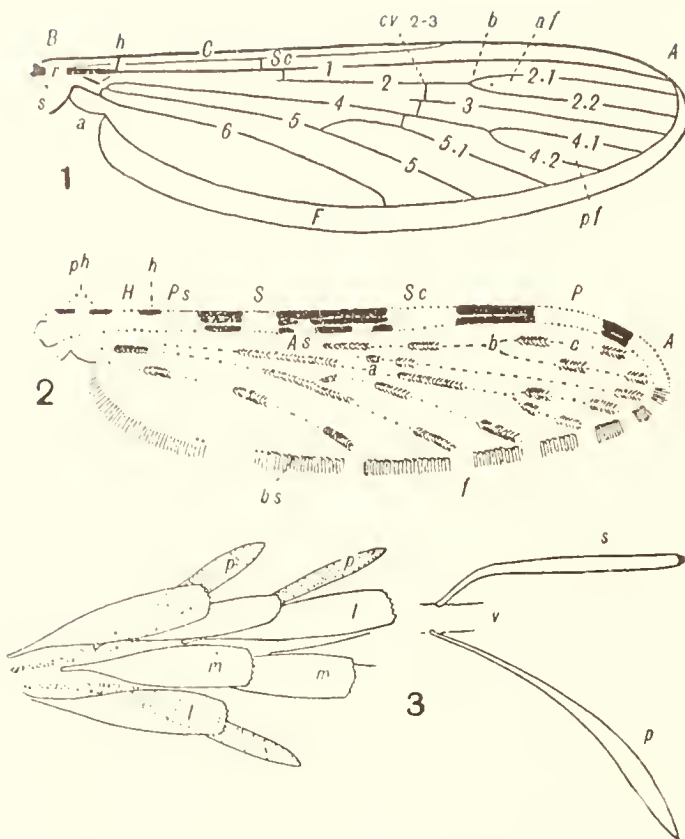 cv 2-3 b af
B h C Sc A
r 1
2 2.1
3 2.2
s 4
a 6 5 5.1 4.1
5 4.2
1 F pf
ph H h Ps S Sc P
As b c A
a
2
bs f
ps p s
l
v
m m
l 3 p